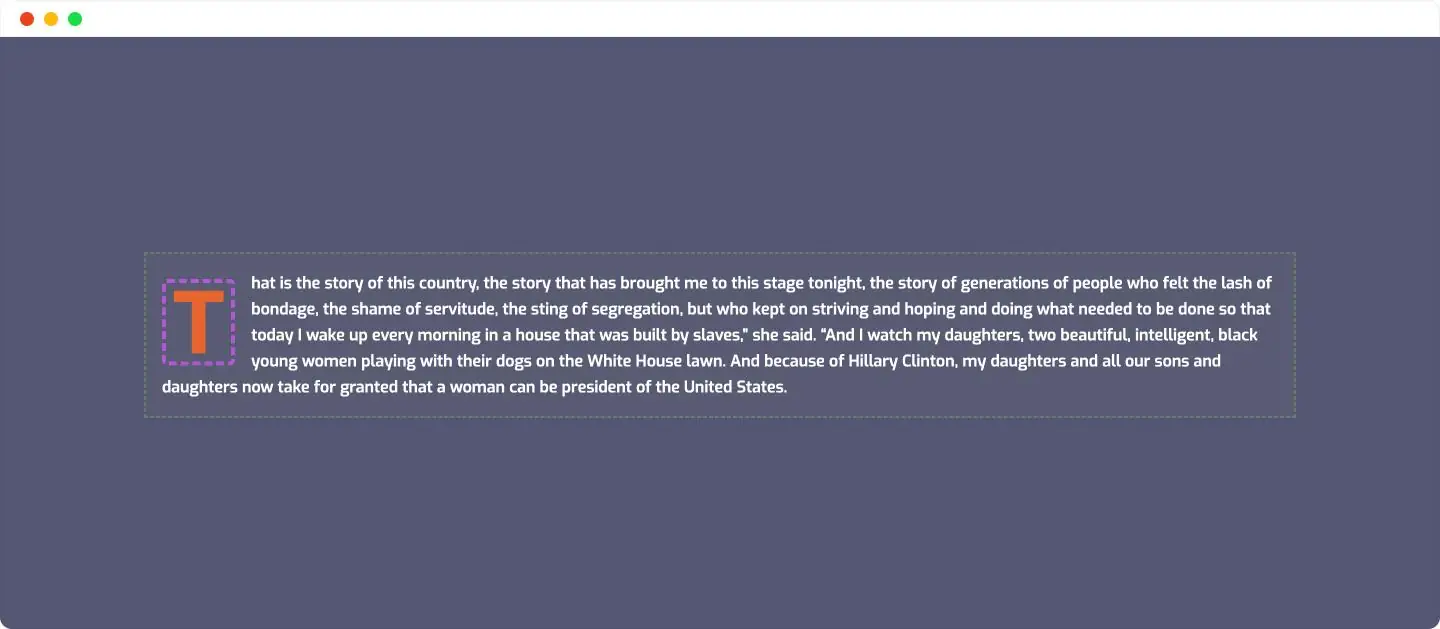 That is the story of this country, the story that has brought me to this stage tonight, the story of generations of people who felt the lash of
bondage, the shame of servitude, the sting of segregation, but who kept on striving and hoping and doing what needed to be done so that
today I wake up every morning in a house that was built by slaves,” she said. “And I watch my daughters, two beautiful, intelligent, black
young women playing with their dogs on the White House lawn. And because of Hillary Clinton, my daughters and all our sons and
daughters now take for granted that a woman can be president of the United States.